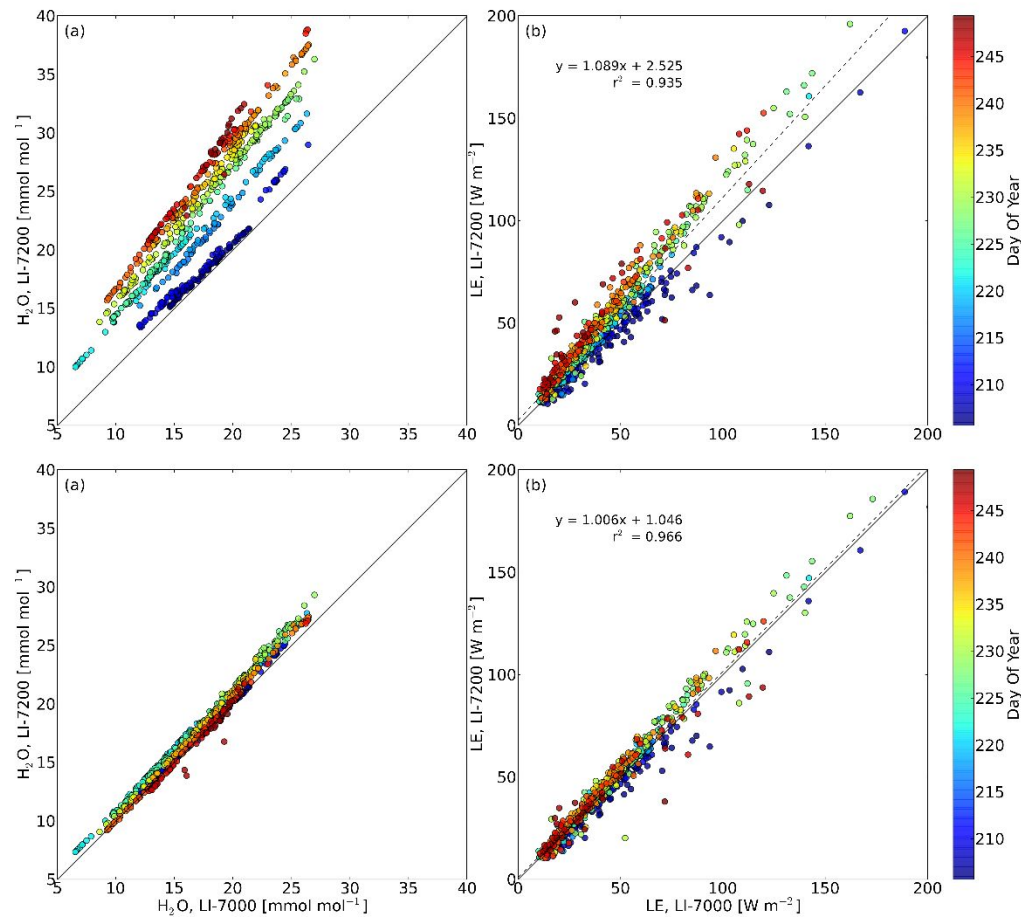 (a)
H₂O, LI-7200 [mmol mol⁻¹]
40
35
30
25
20
15
10
5
5 10 15 20 25 30 35 40
(b)
y = 1.089x + 2.525
r² = 0.935
LE, LI-7200 [W m⁻²]
200
150
100
50
0
0 50 100 150 200
245
240
235
230
225
220
215
210
Day Of Year
(a)
H₂O, LI-7200 [mmol mol⁻¹]
40
35
30
25
20
15
10
5
5 10 15 20 25 30 35 40
H₂O, LI-7000 [mmol mol⁻¹]
(b)
y = 1.006x + 1.046
r² = 0.966
LE, LI-7200 [W m⁻²]
200
150
100
50
0
0 50 100 150 200
LE, LI-7000 [W m⁻²]
245
240
235
230
225
220
215
210
Day Of Year